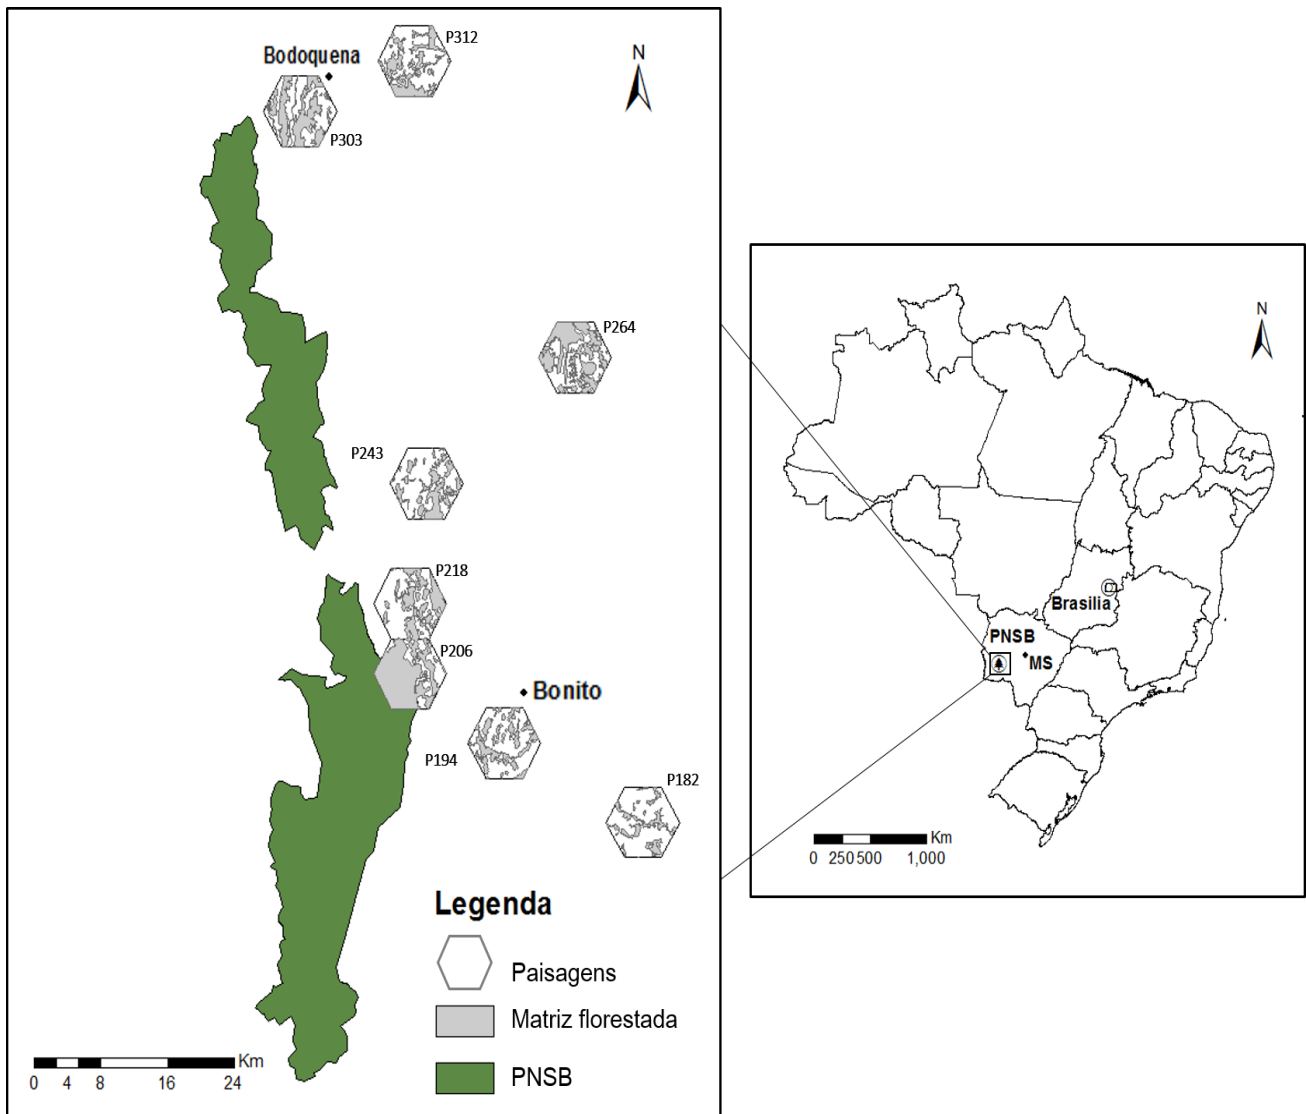 P312
Bodoquena
N
P303
P264
P243
P218
P206
Bonito
P194
P182
Legenda
Paisagens
Matriz florestada
PNSB
Km
0 4 8 16 24
N
Brasilia
PNSB
MS
Km
0 250 500 1,000